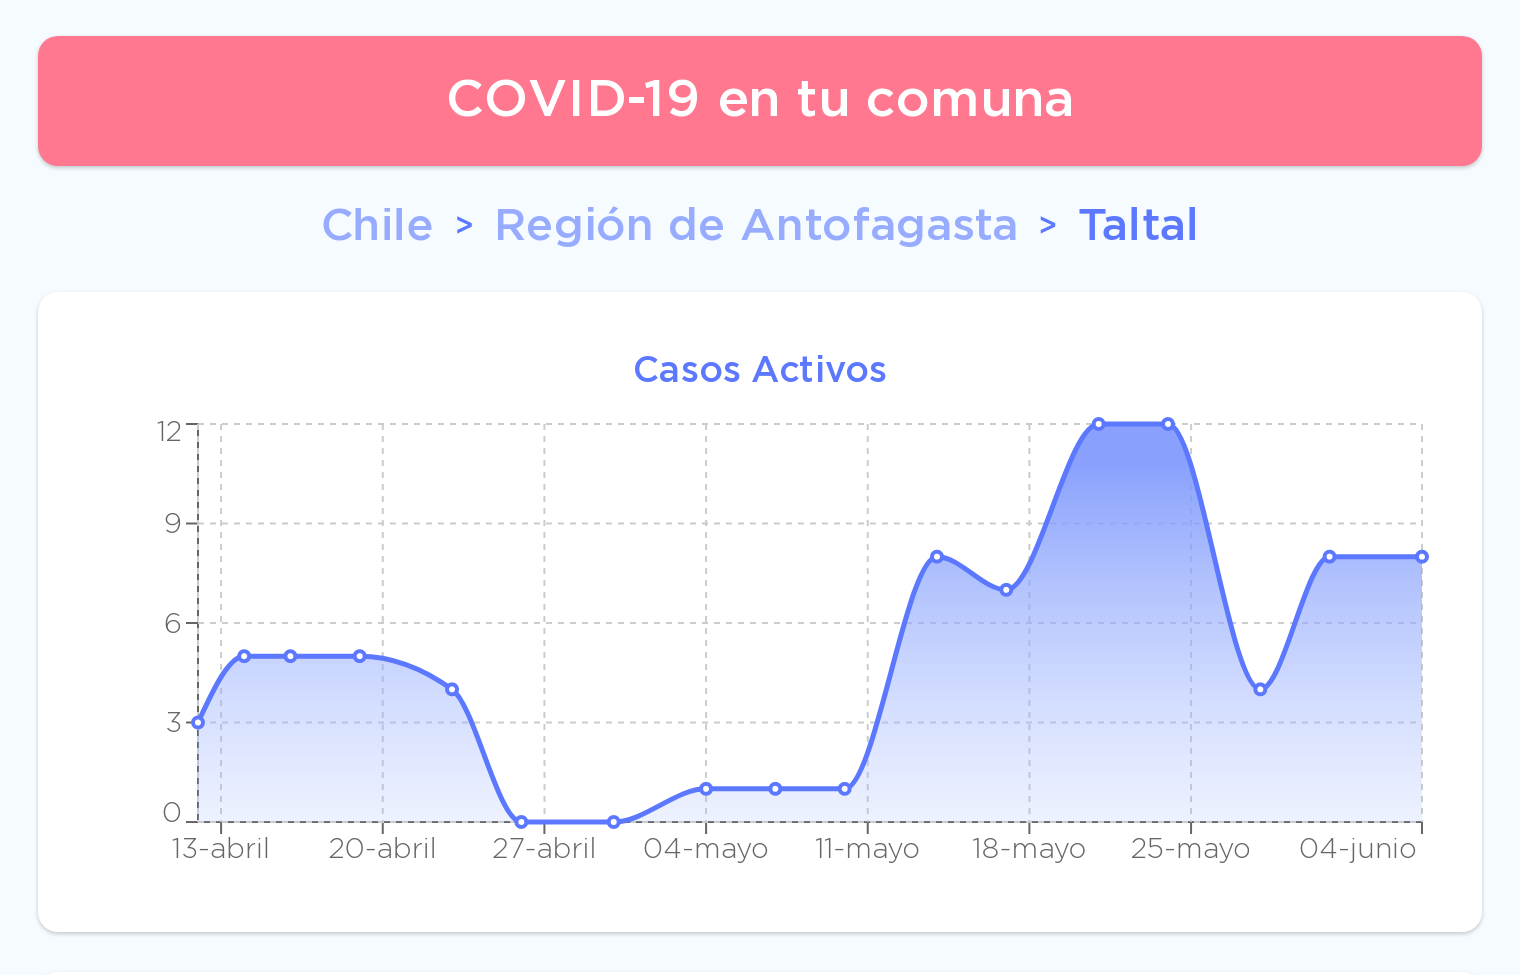 COVID-19 en tu comuna
Chile > Región de Antofagasta > Taltal
Casos Activos
12
9
6
3
0
13-abril 20-abril 27-abril 04-mayo 11-mayo 18-mayo 25-mayo 04-junio